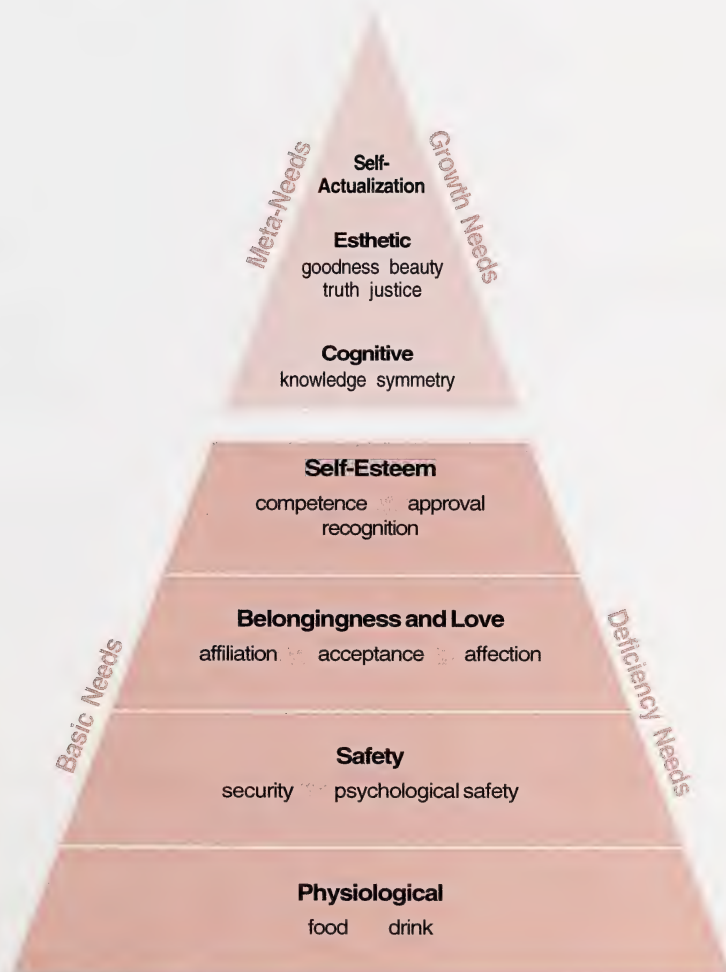 Meta-Needs
Growth Needs
Self-
Actualization
Esthetic
goodness beauty
truth justice
Cognitive
knowledge symmetry
Self-Esteem
competence approval
recognition
Belongingness and Love
affiliation acceptance affection
Basic Needs
Deficiency Needs
Safety
security psychological safety
Physiological
food drink